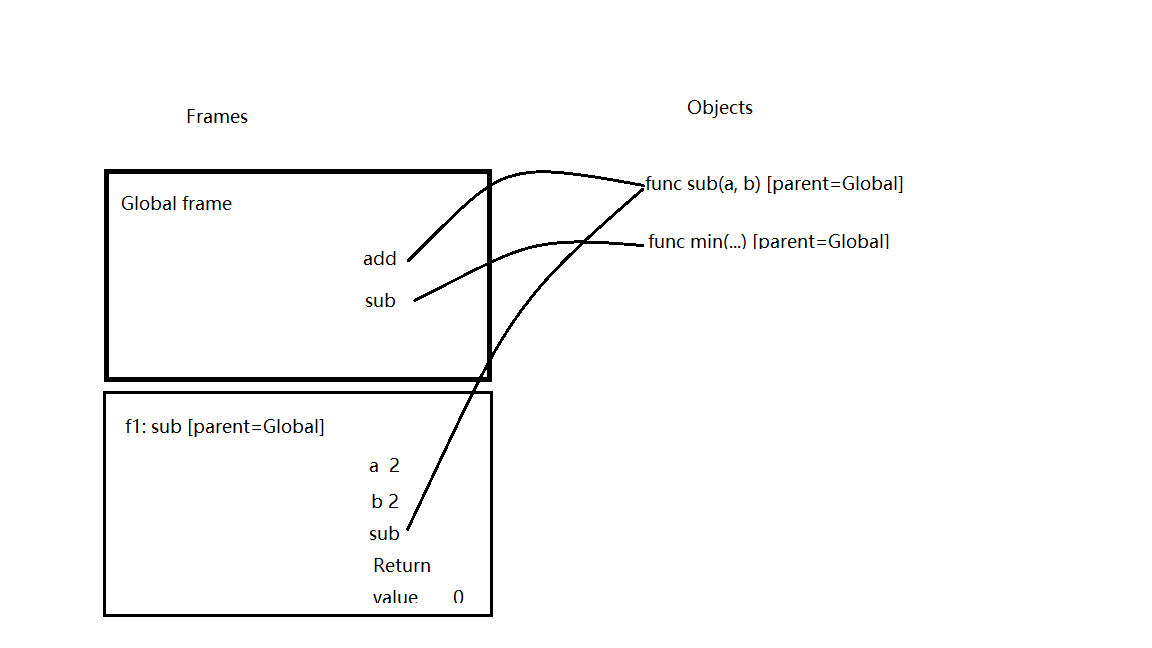 Frames
Objects
Global frame
add
sub
func sub(a, b) [parent=Global]
func min(...) [parent=Global]
f1: sub [parent=Global]
a 2
b 2
sub
Return
value 0